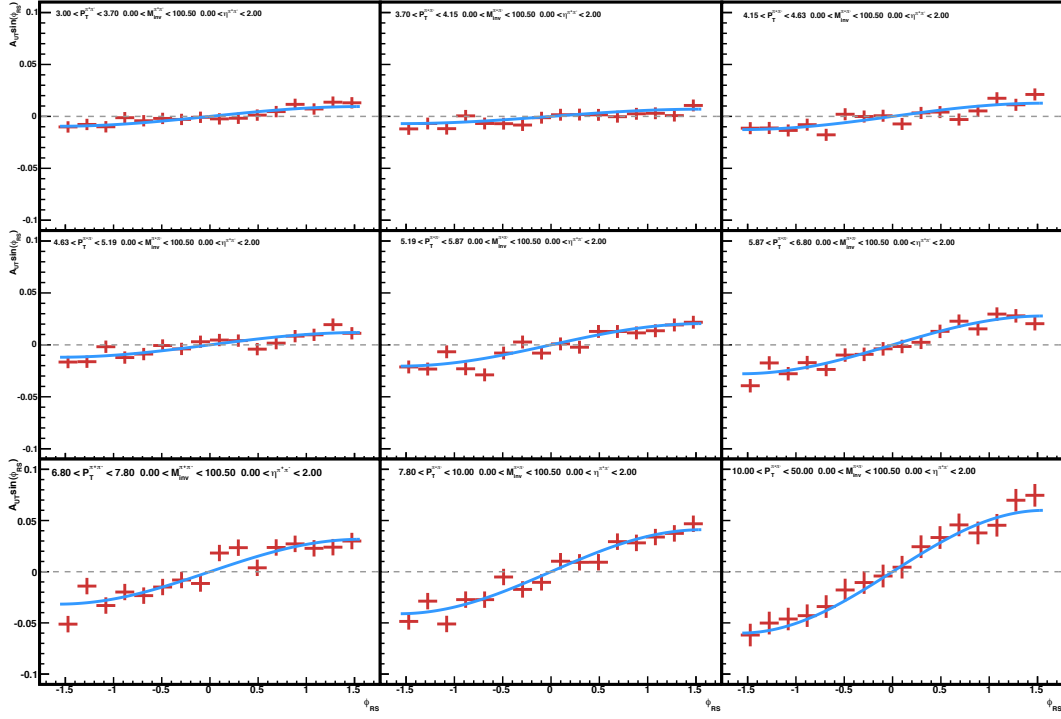 3.00 < P_T^{π+π-} < 3.70 0.00 < M_inv^{π+π-} < 100.50 0.00 < η^{π+π-} < 2.00
3.70 < P_T^{π+π-} < 4.15 0.00 < M_inv^{π+π-} < 100.50 0.00 < η^{π+π-} < 2.00
4.15 < P_T^{π+π-} < 4.63 0.00 < M_inv^{π+π-} < 100.50 0.00 < η^{π+π-} < 2.00
A_UT sin(φ_RS)
0.1
0.05
0
-0.05
-0.1
4.63 < P_T^{π+π-} < 5.19 0.00 < M_inv^{π+π-} < 100.50 0.00 < η^{π+π-} < 2.00
5.19 < P_T^{π+π-} < 5.87 0.00 < M_inv^{π+π-} < 100.50 0.00 < η^{π+π-} < 2.00
5.87 < P_T^{π+π-} < 6.80 0.00 < M_inv^{π+π-} < 100.50 0.00 < η^{π+π-} < 2.00
A_UT sin(φ_RS)
0.1
0.05
0
-0.05
-0.1
6.80 < P_T^{π+π-} < 7.80 0.00 < M_inv^{π+π-} < 100.50 0.00 < η^{π+π-} < 2.00
7.80 < P_T^{π+π-} < 10.00 0.00 < M_inv^{π+π-} < 100.50 0.00 < η^{π+π-} < 2.00
10.00 < P_T^{π+π-} < 50.00 0.00 < M_inv^{π+π-} < 100.50 0.00 < η^{π+π-} < 2.00
A_UT sin(φ_RS)
0.1
0.05
0
-0.05
-0.1
-1.5 -1 -0.5 0 0.5 1 1.5
φ_RS
-1.5 -1 -0.5 0 0.5 1 1.5
φ_RS
-1.5 -1 -0.5 0 0.5 1 1.5
φ_RS